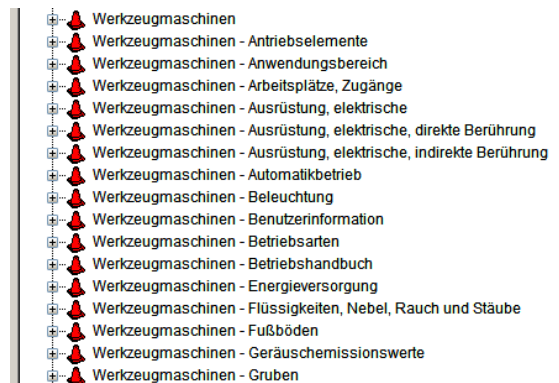 Werkzeugmaschinen
Werkzeugmaschinen - Antriebselemente
Werkzeugmaschinen - Anwendungsbereich
Werkzeugmaschinen - Arbeitsplätze, Zugänge
Werkzeugmaschinen - Ausrüstung, elektrische
Werkzeugmaschinen - Ausrüstung, elektrische, direkte Berührung
Werkzeugmaschinen - Ausrüstung, elektrische, indirekte Berührung
Werkzeugmaschinen - Automatikbetrieb
Werkzeugmaschinen - Beleuchtung
Werkzeugmaschinen - Benutzerinformation
Werkzeugmaschinen - Betriebsarten
Werkzeugmaschinen - Betriebshandbuch
Werkzeugmaschinen - Energieversorgung
Werkzeugmaschinen - Flüssigkeiten, Nebel, Rauch und Stäube
Werkzeugmaschinen - Fußböden
Werkzeugmaschinen - Geräuschemissionswerte
Werkzeugmaschinen - Gruben